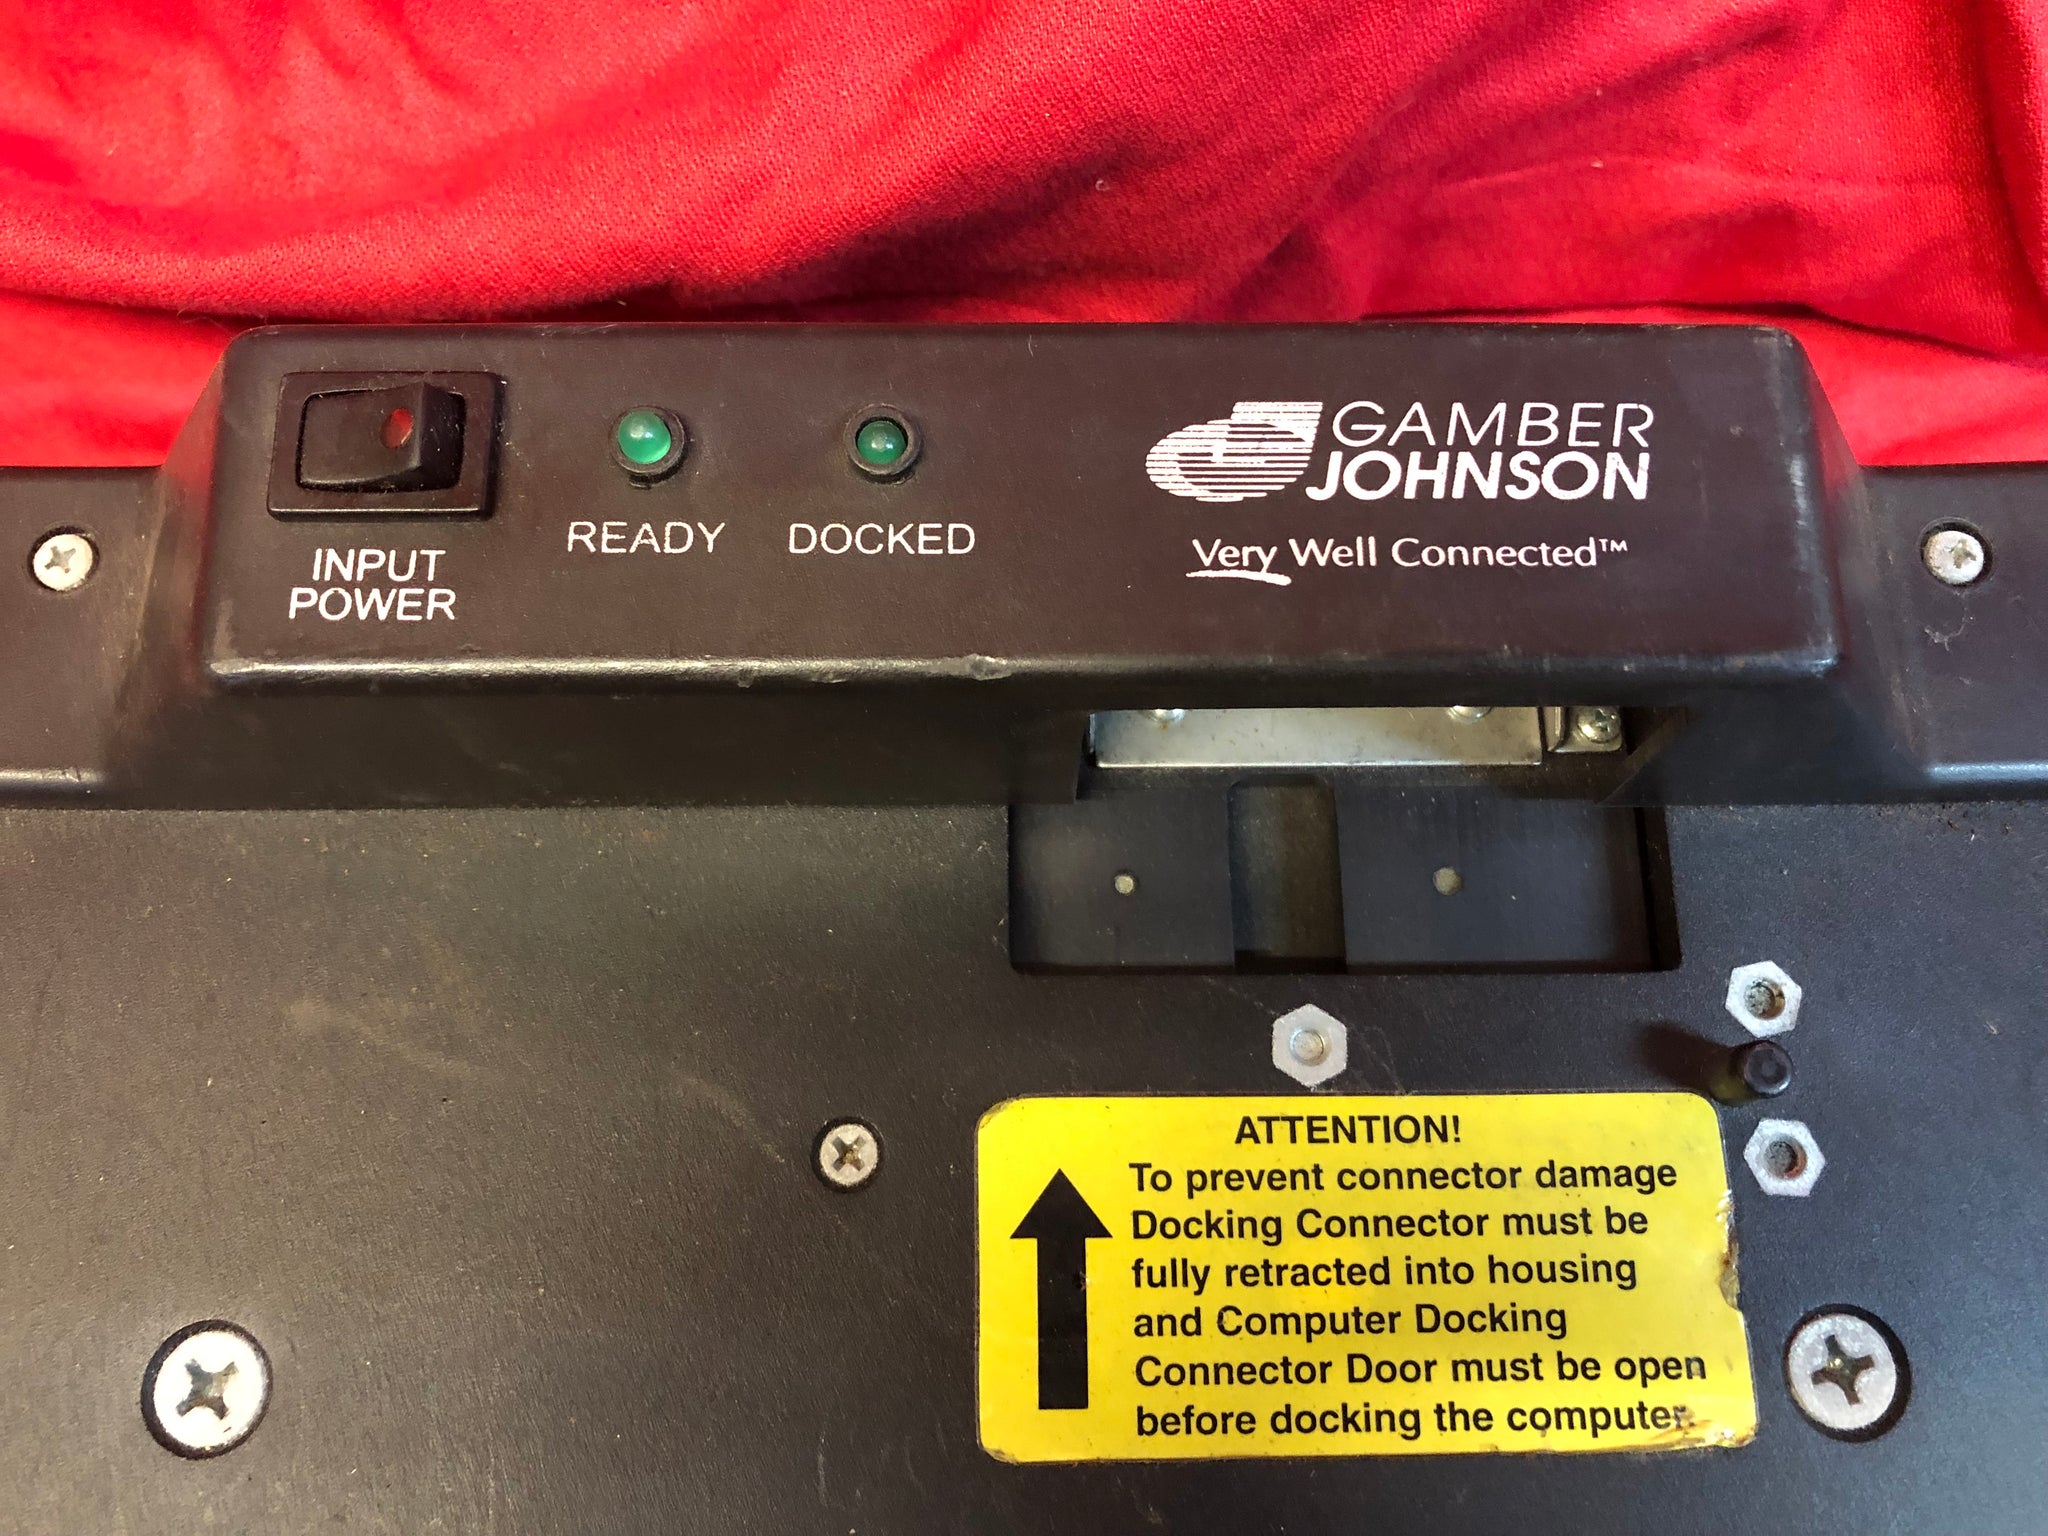 INPUT
POWER
READY
DOCKED
GAMBER
JOHNSON
Very Well Connected™
ATTENTION!
To prevent connector damage
Docking Connector must be
fully retracted into housing
and Computer Docking
Connector Door must be open
before docking the computer.